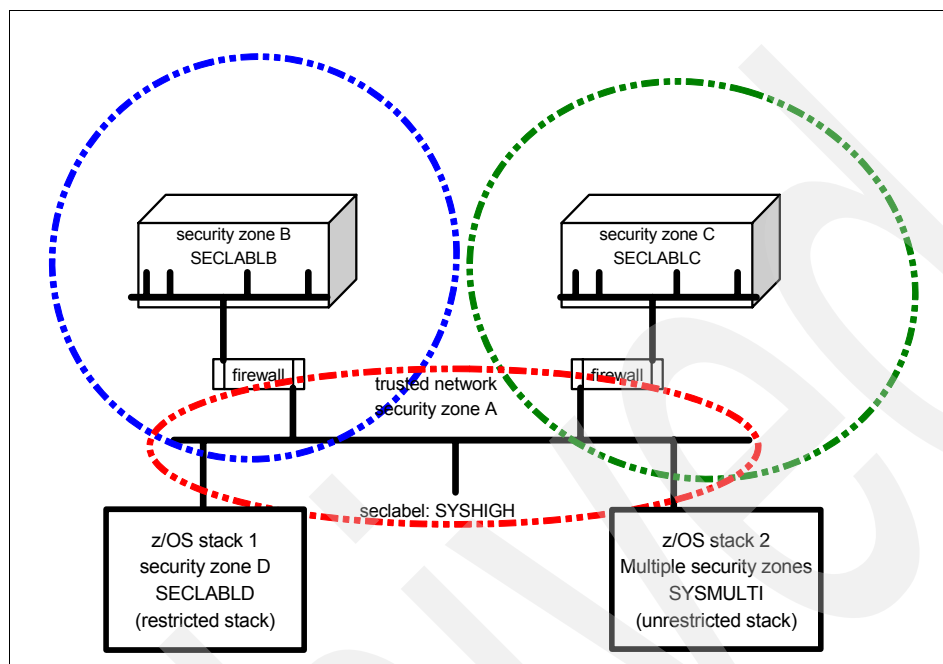 security zone B
SECLABLB
security zone C
SECLABLC
firewall
firewall
trusted network
security zone A
seclabel: SYSHIGH
z/OS stack 1
security zone D
SECLABLD
(restricted stack)
z/OS stack 2
Multiple security zones
SYSMULTI
(unrestricted stack)